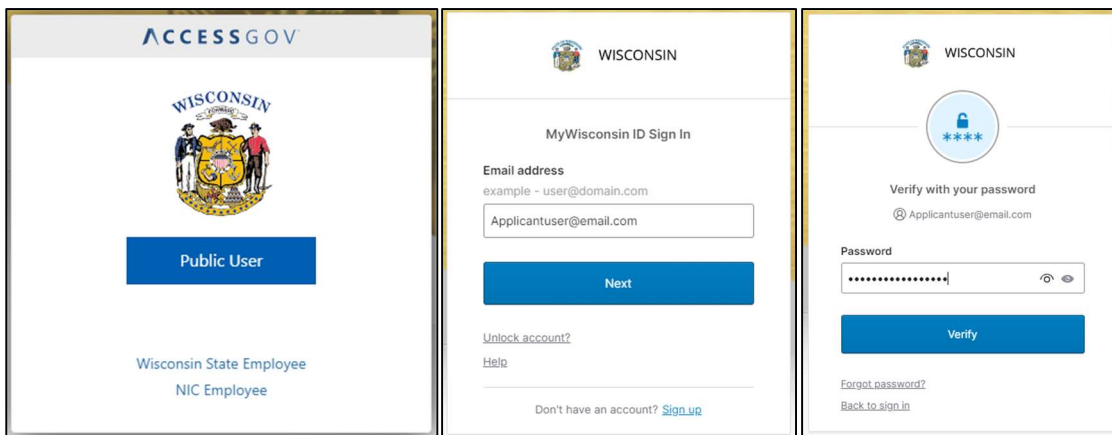 ACCESSGOV
WISCONSIN
Public User
Wisconsin State Employee
NIC Employee
WISCONSIN
MyWisconsin ID Sign In
Email address
example - user@domain.com
Applicantuser@email.com
Next
Unlock account?
Help
Don't have an account? Sign up
WISCONSIN
****
Verify with your password
Applicantuser@email.com
Password
•••••••••••••••••
Verify
Forgot password?
Back to sign in